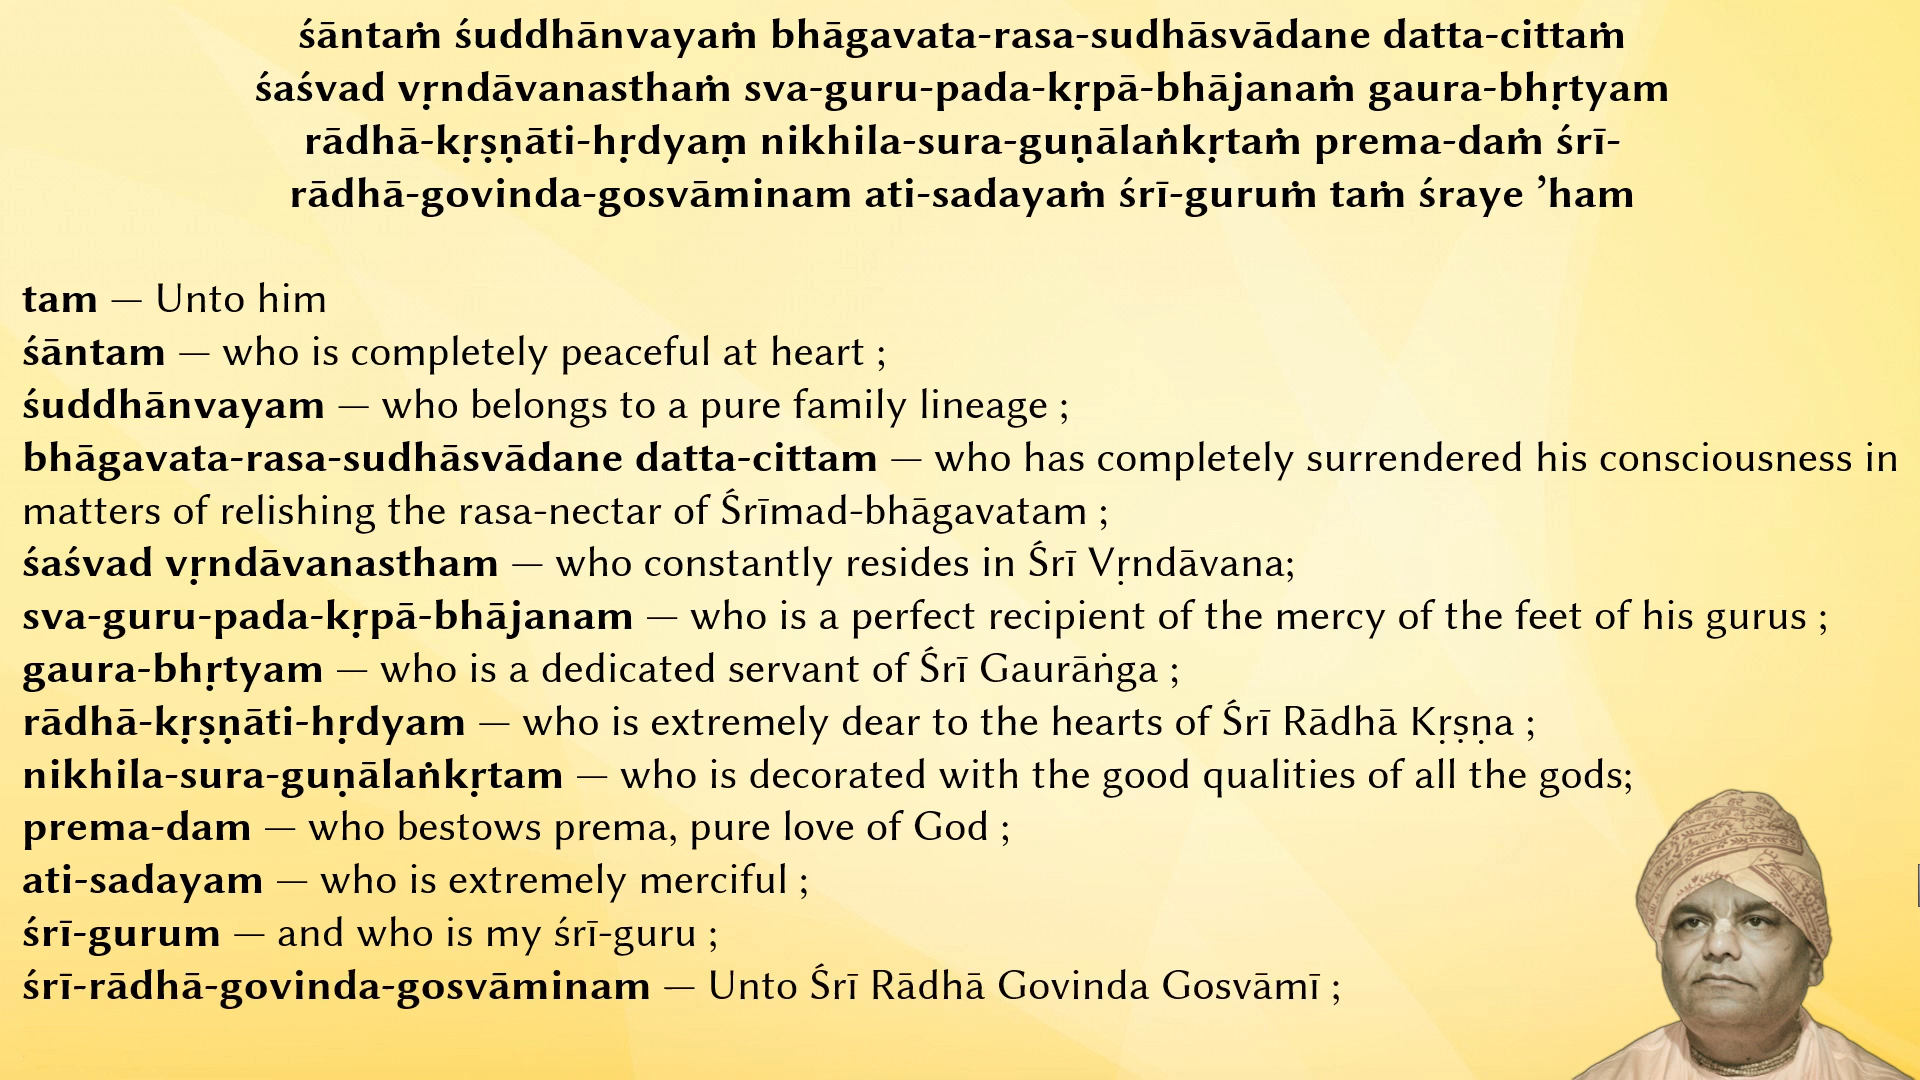 śāntaṁ śuddhānvayaṁ bhāgavata-rasa-sudhāsvādane datta-cittaṁ
śaśvad vṛndāvanasthaṁ sva-guru-pada-kṛpā-bhājanaṁ gaura-bhṛtyam
rādhā-kṛṣṇāti-hṛdyaṃ nikhila-sura-guṇālaṅkṛtaṁ prema-daṁ śrī-
rādhā-govinda-gosvāminam ati-sadayaṁ śrī-guruṁ taṁ śraye ’ham
tam — Unto him
śāntam — who is completely peaceful at heart ;
śuddhānvayam — who belongs to a pure family lineage ;
bhāgavata-rasa-sudhāsvādane datta-cittam — who has completely surrendered his consciousness in
matters of relishing the rasa-nectar of Śrīmad-bhāgavatam ;
śaśvad vṛndāvanastham — who constantly resides in Śrī Vṛndāvana;
sva-guru-pada-kṛpā-bhājanam — who is a perfect recipient of the mercy of the feet of his gurus ;
gaura-bhṛtyam — who is a dedicated servant of Śrī Gaurāṅga ;
rādhā-kṛṣṇāti-hṛdyam — who is extremely dear to the hearts of Śrī Rādhā Kṛṣṇa ;
nikhila-sura-guṇālaṅkṛtam — who is decorated with the good qualities of all the gods;
prema-dam — who bestows prema, pure love of God ;
ati-sadayam — who is extremely merciful ;
śrī-gurum — and who is my śrī-guru ;
śrī-rādhā-govinda-gosvāminam — Unto Śrī Rādhā Govinda Gosvāmī ;